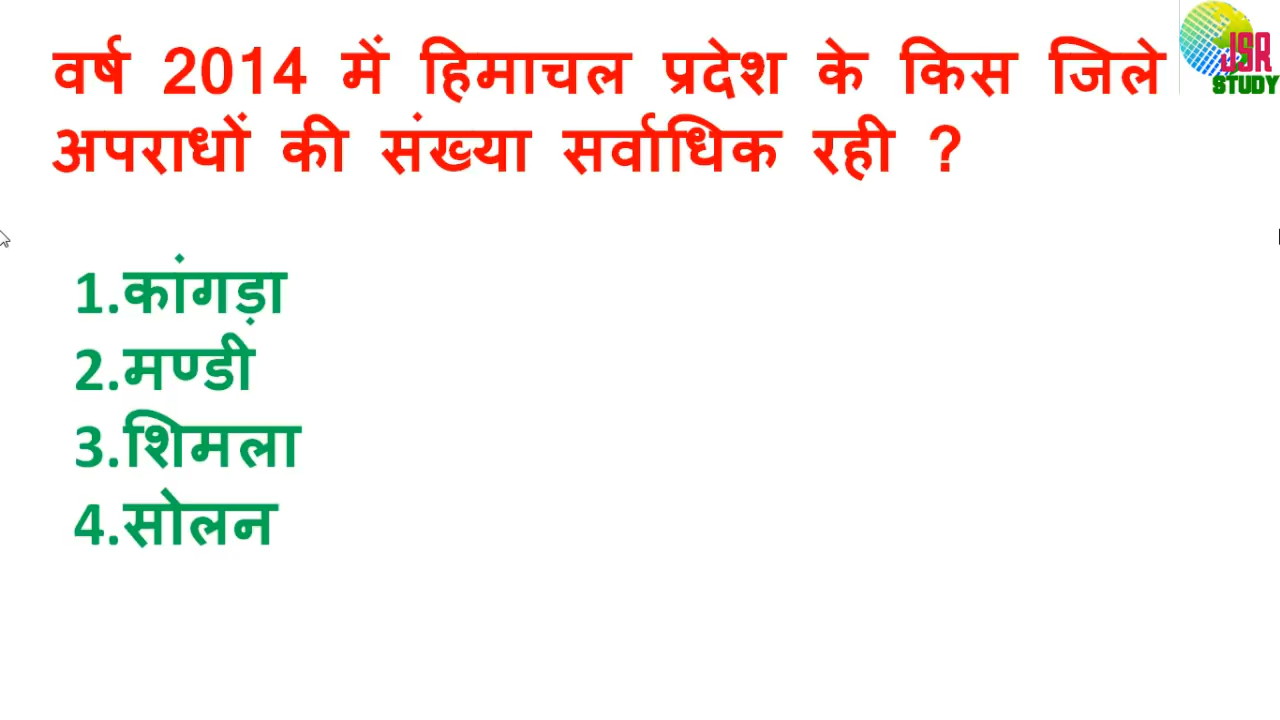 वर्ष 2014 में हिमाचल प्रदेश के किस जिले
अपराधों की संख्या सर्वाधिक रही ?
JSR
STUDY
1.कांगड़ा
2.मण्डी
3.शिमला
4.सोलन